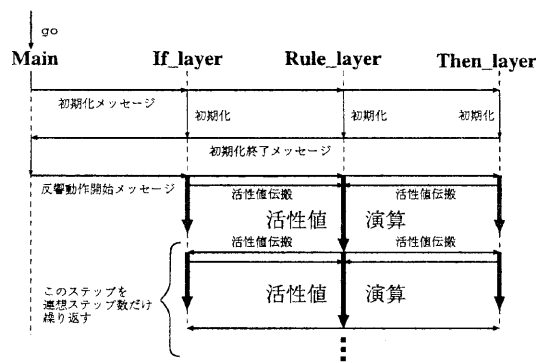 go
Main If_layer Rule_layer Then_layer
初期化メッセージ
初期化 初期化 初期化
初期化終了メッセージ
反響動作開始メッセージ
活性値伝搬 活性値伝搬
活性値 演算
活性値伝搬 活性値伝搬
このステップを
連想ステップ数だけ
繰り返す
活性値 演算